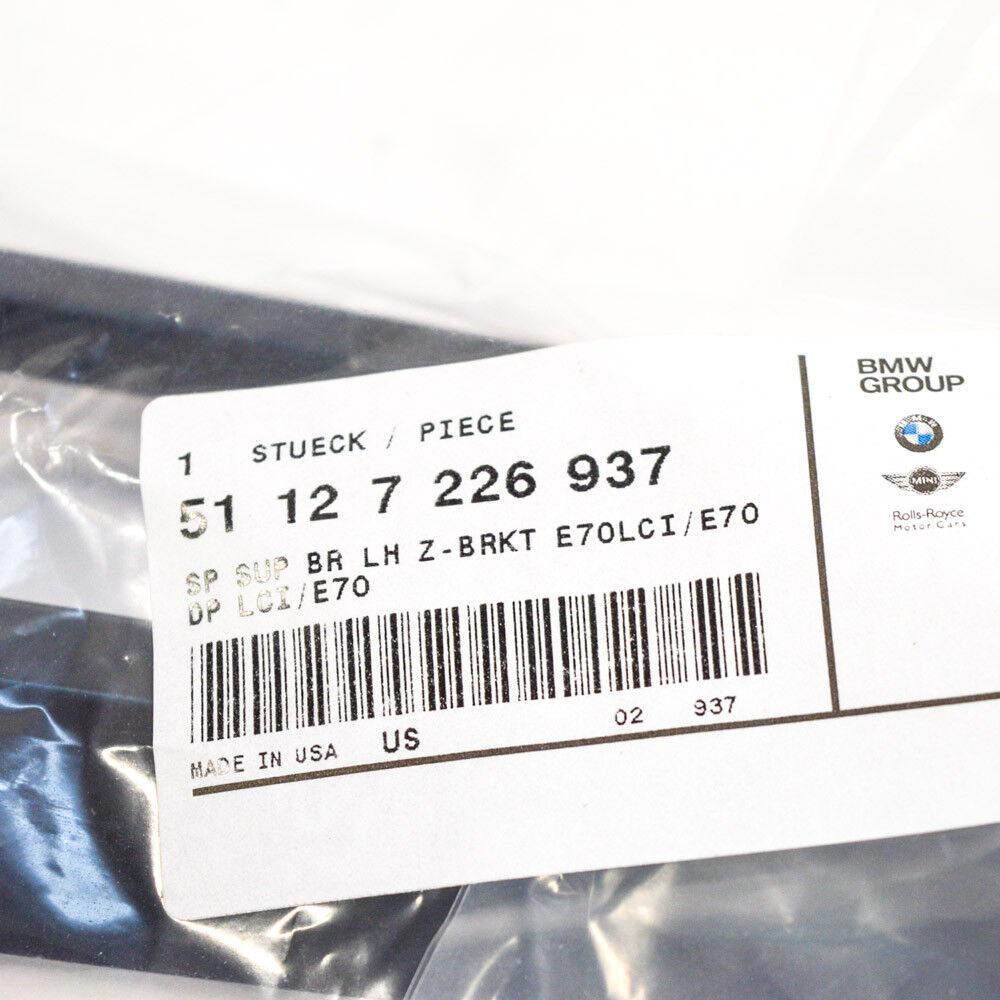 1 STUECK / PIECE
51 12 7 226 937
SP SUP BR LH Z-BRKT E70LCI/E70
DP LCI/E70
02 937
MADE IN USA US
BMW
GROUP
MINI
Rolls-Royce
Motor Cars